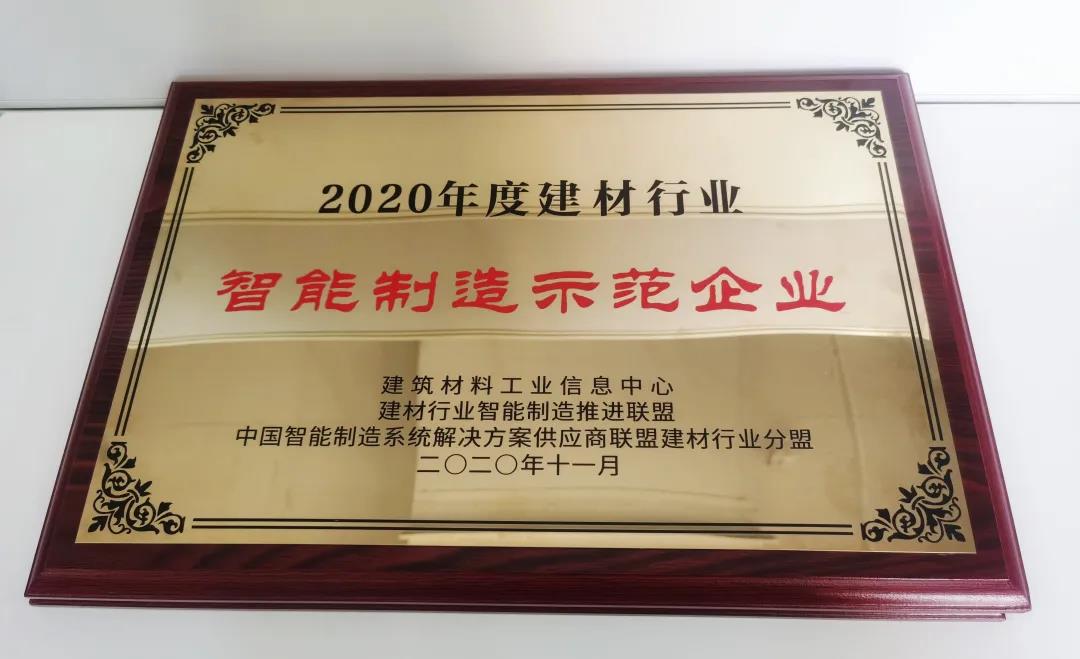 2020年度建材行业
智能制造示范企业
建筑材料工业信息中心
建材行业智能制造推进联盟
中国智能制造系统解决方案供应商联盟建材行业分盟
二〇二〇年十一月